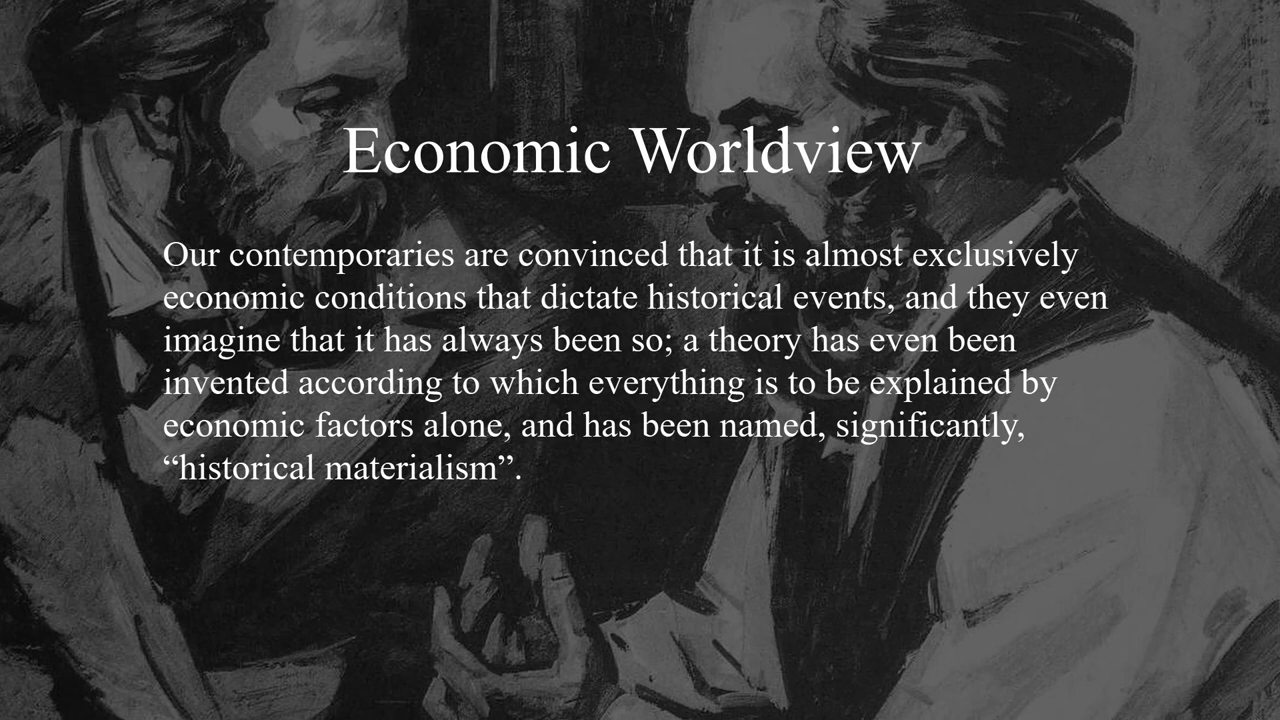 Economic Worldview
Our contemporaries are convinced that it is almost exclusively
economic conditions that dictate historical events, and they even
imagine that it has always been so; a theory has even been
invented according to which everything is to be explained by
economic factors alone, and has been named, significantly,
“historical materialism”.